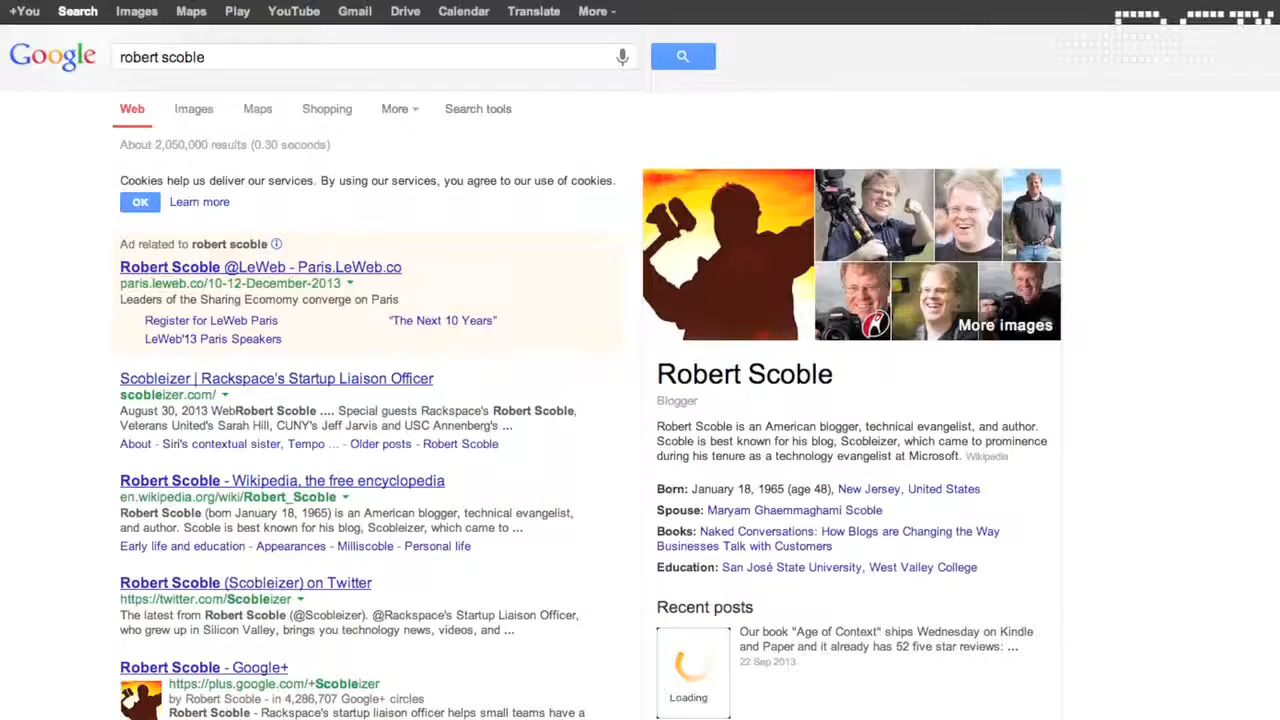 +You Search Images Maps Play YouTube Gmail Drive Calendar Translate More
Google robert scoble
Web Images Maps Shopping More Search tools
About 2,050,000 results (0.30 seconds)
Cookies help us deliver our services. By using our services, you agree to our use of cookies.
OK Learn more
Ad related to robert scoble
Robert Scoble @LeWeb - Paris.LeWeb.co
paris.leweb.co/10-12-December-2013
Leaders of the Sharing Ecomomy converge on Paris
Register for LeWeb Paris "The Next 10 Years"
LeWeb'13 Paris Speakers
Scobleizer | Rackspace's Startup Liaison Officer
scobleizer.com/
August 30, 2013 WebRobert Scoble .... Special guests Rackspace's Robert Scoble,
Veterans United's Sarah Hill, CUNY's Jeff Jarvis and USC Annenberg's ...
About - Siri's contextual sister, Tempo ... - Older posts - Robert Scoble
Robert Scoble - Wikipedia, the free encyclopedia
en.wikipedia.org/wiki/Robert_Scoble
Robert Scoble (born January 18, 1965) is an American blogger, technical evangelist,
and author. Scoble is best known for his blog, Scobleizer, which came to ...
Early life and education - Appearances - Milliscoble - Personal life
Robert Scoble (Scobleizer) on Twitter
https://twitter.com/Scobleizer
The latest from Robert Scoble (@Scobleizer). @Rackspace's Startup Liaison Officer,
who grew up in Silicon Valley, brings you technology news, videos, and ...
Robert Scoble - Google+
https://plus.google.com/+Scobleizer
by Robert Scoble - in 4,286,707 Google+ circles
Robert Scoble - Rackspace's startup liaison officer helps small teams have a
More images
Robert Scoble
Blogger
Robert Scoble is an American blogger, technical evangelist, and author.
Scoble is best known for his blog, Scobleizer, which came to prominence
during his tenure as a technology evangelist at Microsoft. Wikipedia
Born: January 18, 1965 (age 48), New Jersey, United States
Spouse: Maryam Ghaemmaghami Scoble
Books: Naked Conversations: How Blogs are Changing the Way
Businesses Talk with Customers
Education: San José State University, West Valley College
Recent posts
Our book "Age of Context" ships Wednesday on Kindle
and Paper and it already has 52 five star reviews: ...
22 Sep 2013
Loading